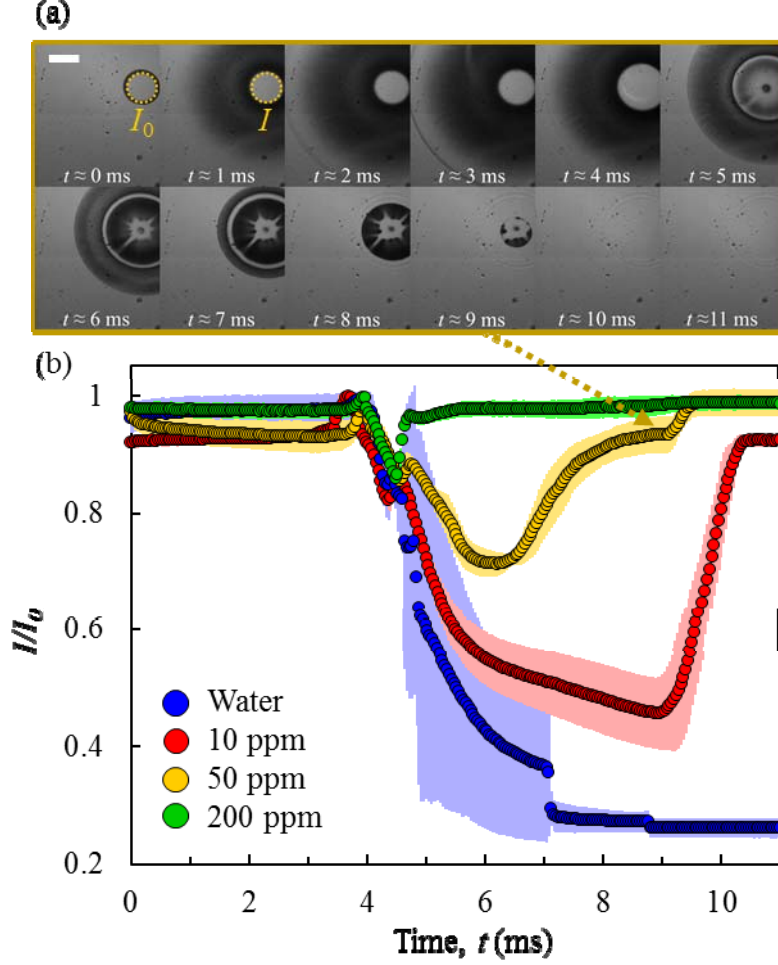 (a)
I₀ I
t ≈ 0 ms t ≈ 1 ms t ≈ 2 ms t ≈ 3 ms t ≈ 4 ms t ≈ 5 ms
t ≈ 6 ms t ≈ 7 ms t ≈ 8 ms t ≈ 9 ms t ≈ 10 ms t ≈ 11 ms
(b)
1
0.8
0.6
0.4
0.2
I/I₀
Water
10 ppm
50 ppm
200 ppm
0 2 4 6 8 10
Time, t (ms)